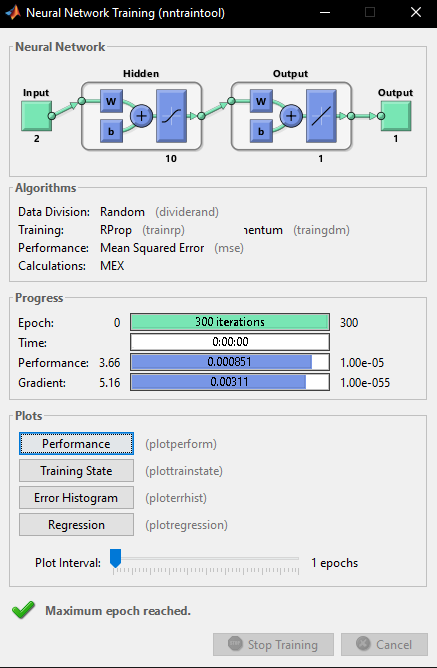 Neural Network Training (nntraintool)
Neural Network
Hidden Output
Input Output
W W
b b
+ +
2 10 1 1
Algorithms
Data Division: Random (dividerand)
Training: RProp (trainrp) entum (traingdm)
Performance: Mean Squared Error (mse)
Calculations: MEX
Progress
Epoch: 0 300 iterations 300
Time: 0:00:00
Performance: 3.66 0.000851 1.00e-05
Gradient: 5.16 0.00311 1.00e-055
Plots
Performance (plotperform)
Training State (plottrainstate)
Error Histogram (ploterrhist)
Regression (plotregression)
Plot Interval: 1 epochs
Maximum epoch reached.
Stop Training Cancel